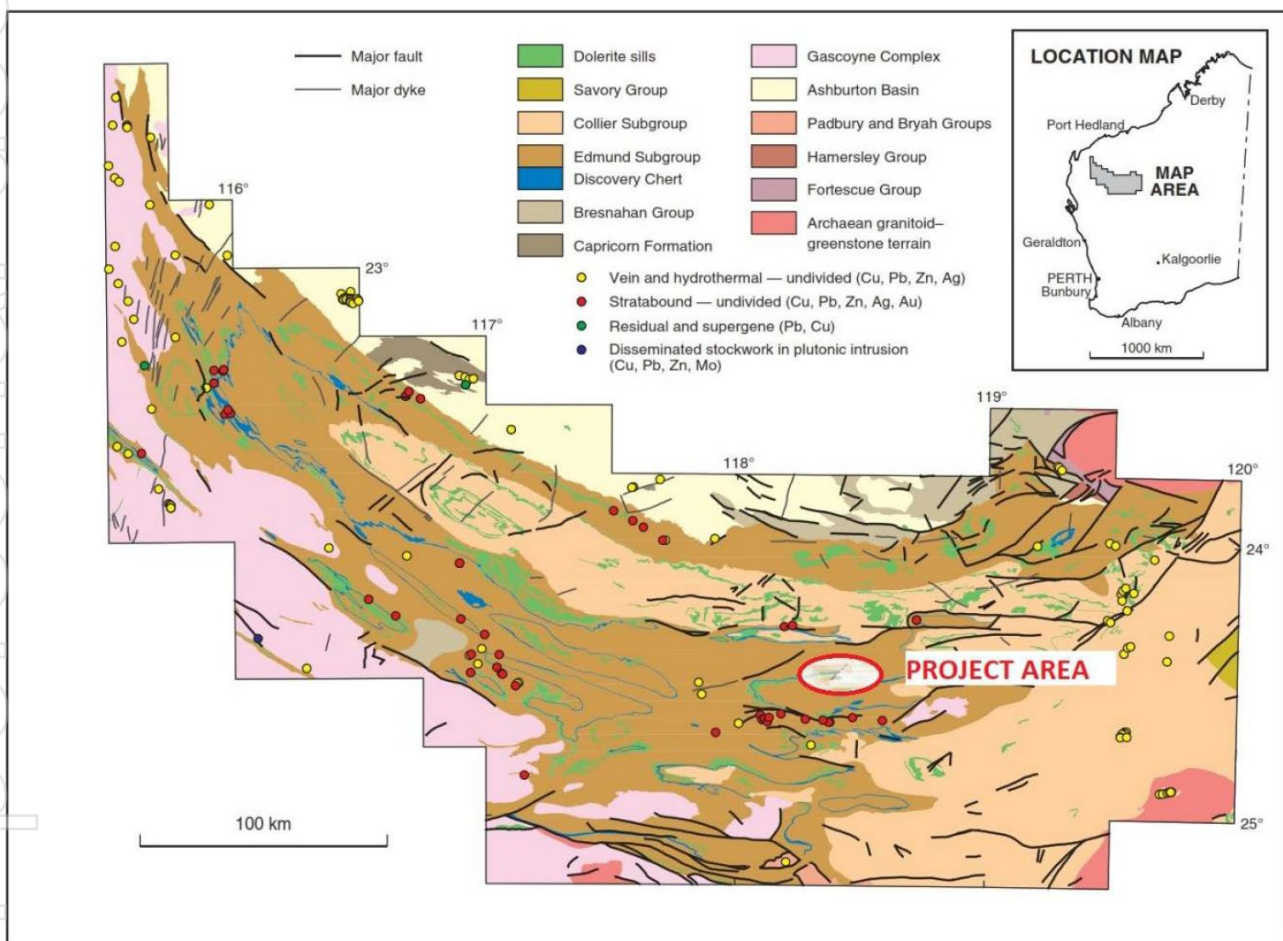 Major fault
Major dyke
Dolerite sills
Savory Group
Collier Subgroup
Edmund Subgroup
Discovery Chert
Bresnahan Group
Capricorn Formation
Gascoyne Complex
Ashburton Basin
Padbury and Bryah Groups
Hamersley Group
Fortescue Group
Archaean granitoid–
greenstone terrain
Vein and hydrothermal — undivided (Cu, Pb, Zn, Ag)
Stratabound — undivided (Cu, Pb, Zn, Ag, Au)
Residual and supergene (Pb, Cu)
Disseminated stockwork in plutonic intrusion
(Cu, Pb, Zn, Mo)
LOCATION MAP
Derby
Port Hedland
MAP
AREA
Geraldton
Kalgoorlie
PERTH
Bunbury
Albany
1000 km
116°
23°
117°
118°
119°
120°
24°
PROJECT AREA
100 km
25°